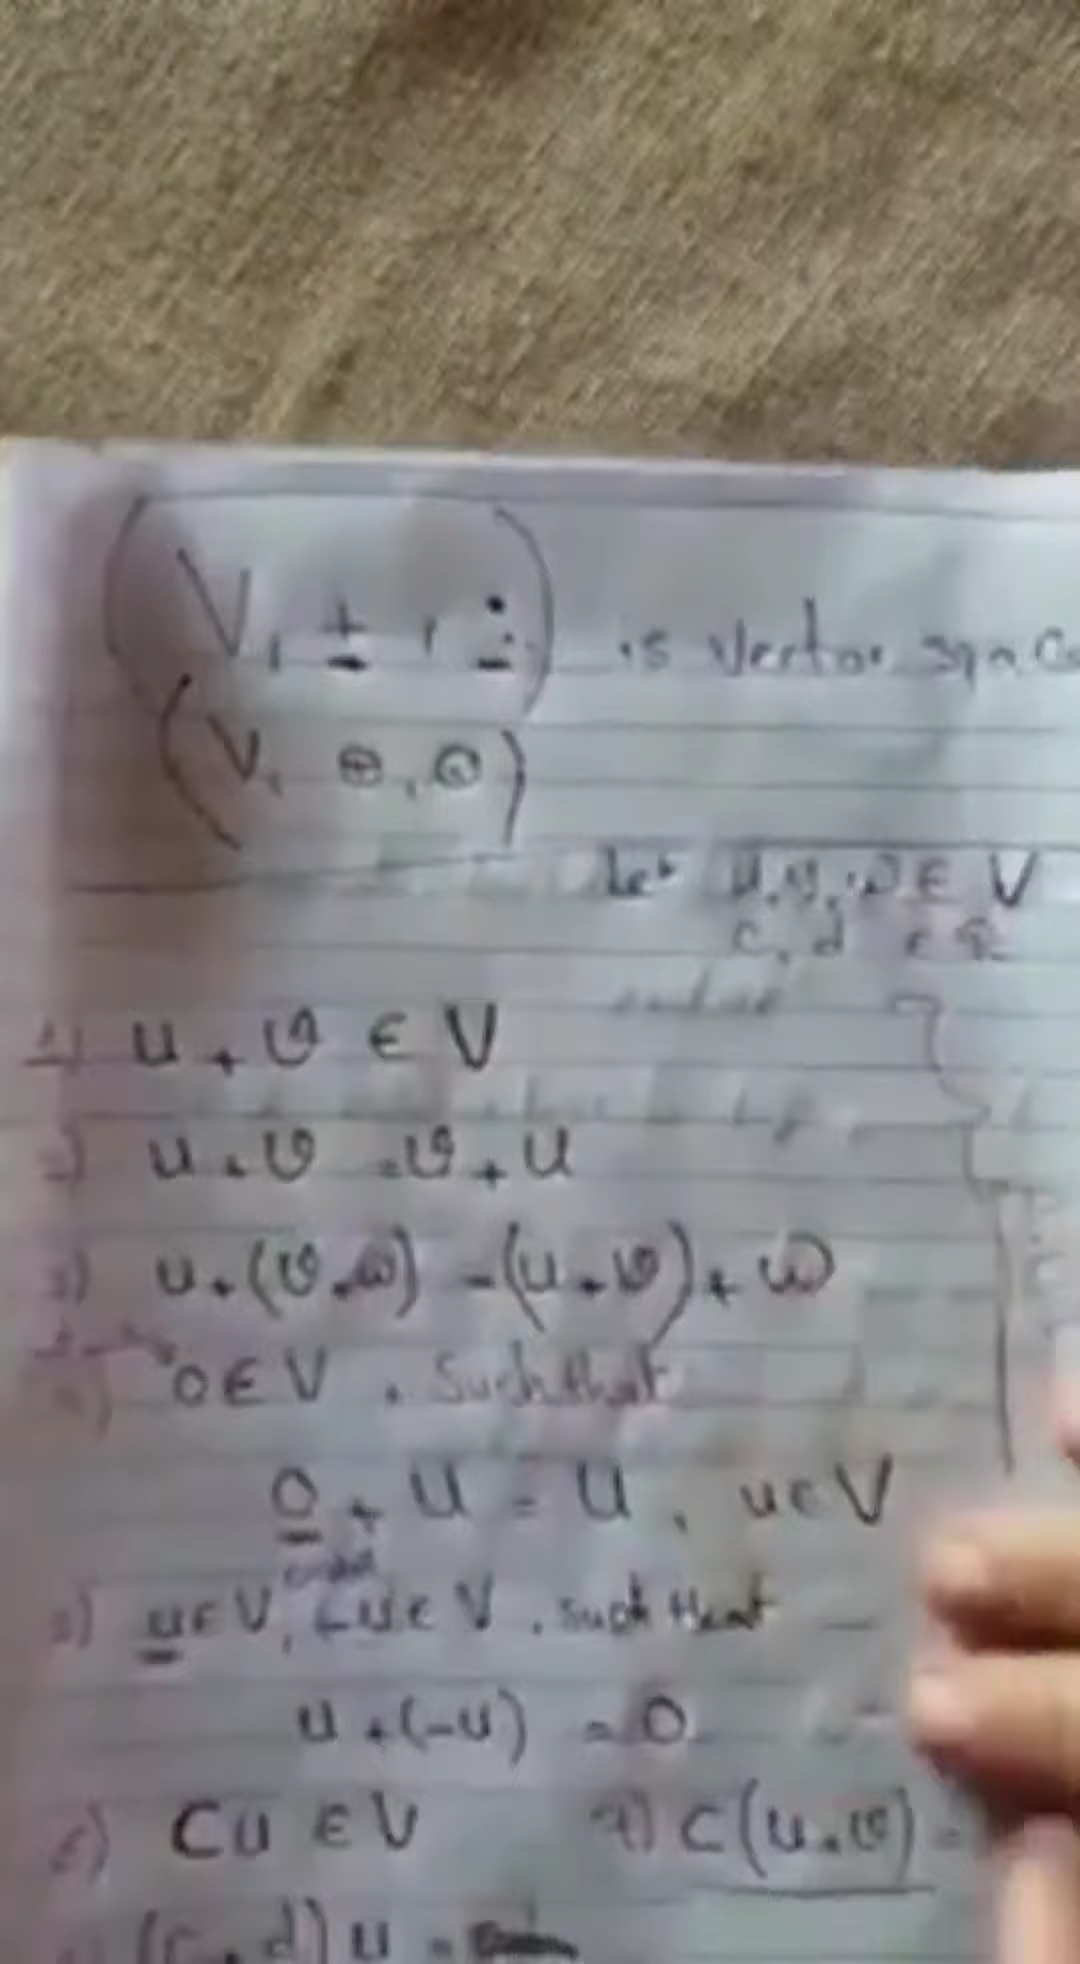 (V, +, ·) is Vector space
(V, ⊕, ⊙)
Let u, v, w ∈ V
c, d ∈ R
1) u + v ∈ V
2) u + v = v + u
3) u + (v + w) = (u + v) + w
4) 0 ∈ V, Such that
0 + u = u, u ∈ V
5) u ∈ V, -u ∈ V, such that
u + (-u) = 0
6) Cu ∈ V 7) C(u + v) =
(c + d) u =